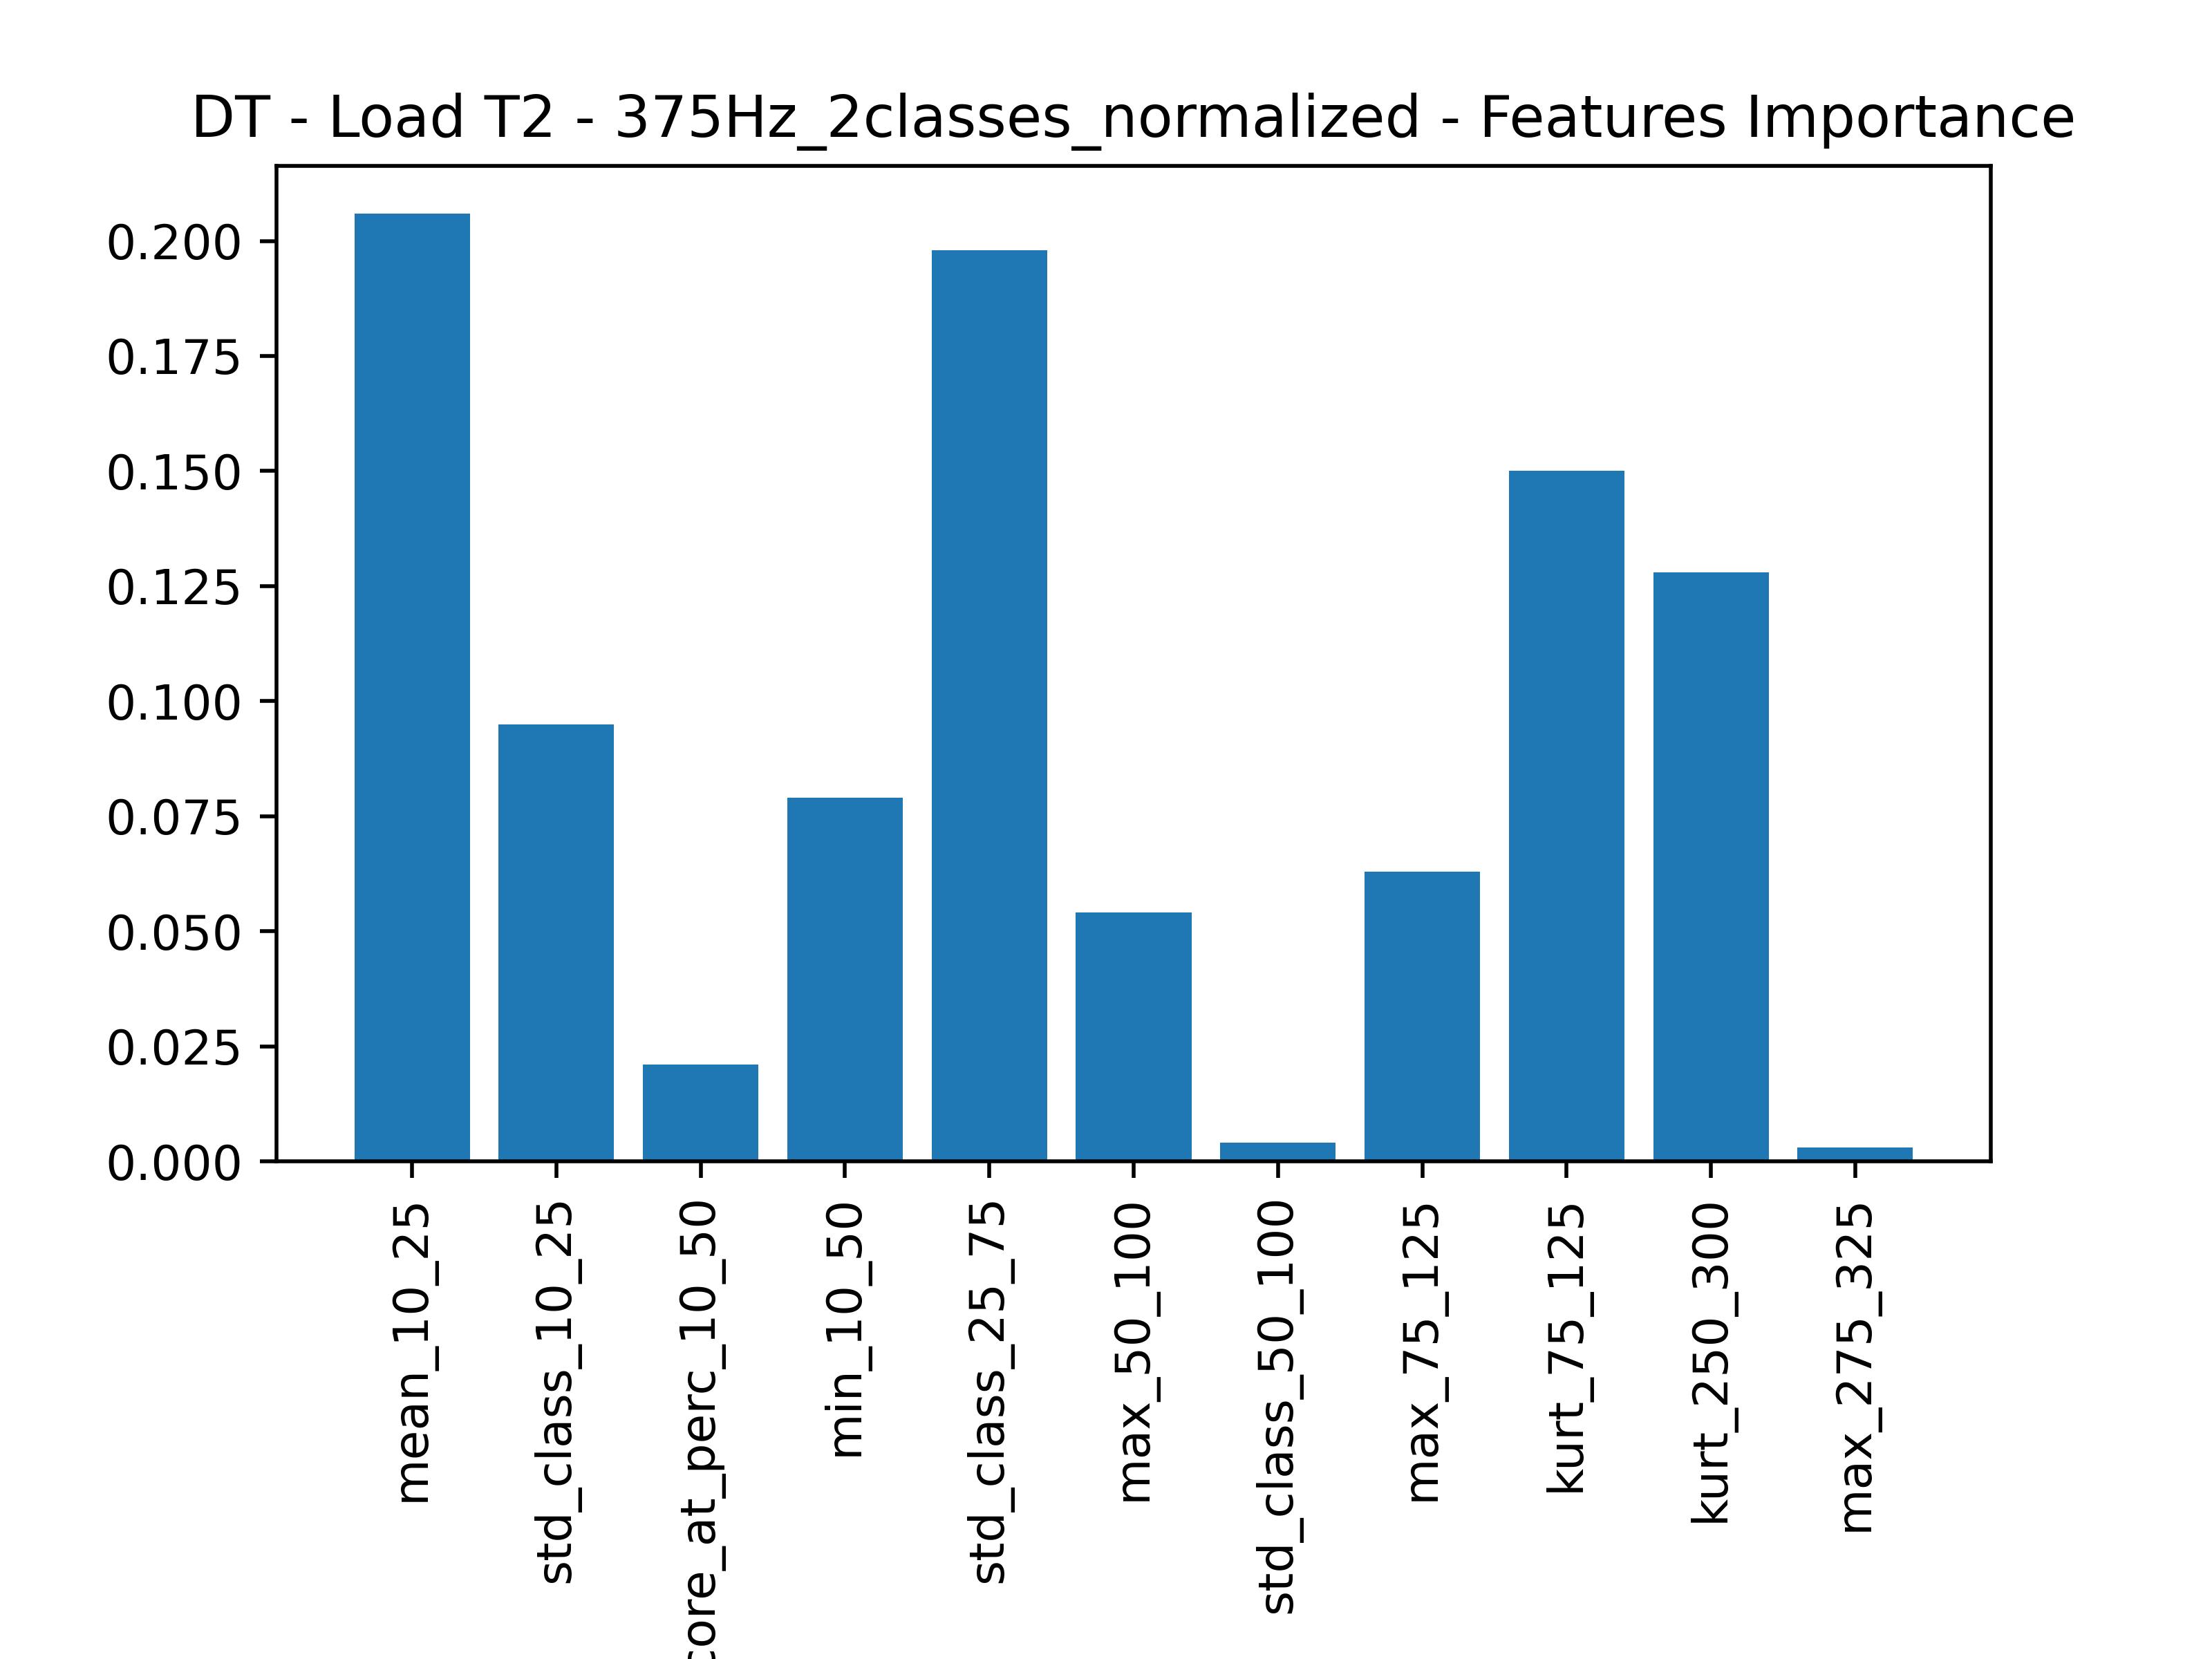 DT - Load T2 - 375Hz_2classes_normalized - Features Importance
0.200
0.175
0.150
0.125
0.100
0.075
0.050
0.025
0.000
mean_10_25
std_class_10_25
core_at_perc_10_50
min_10_50
std_class_25_75
max_50_100
std_class_50_100
max_75_125
kurt_75_125
kurt_250_300
max_275_325